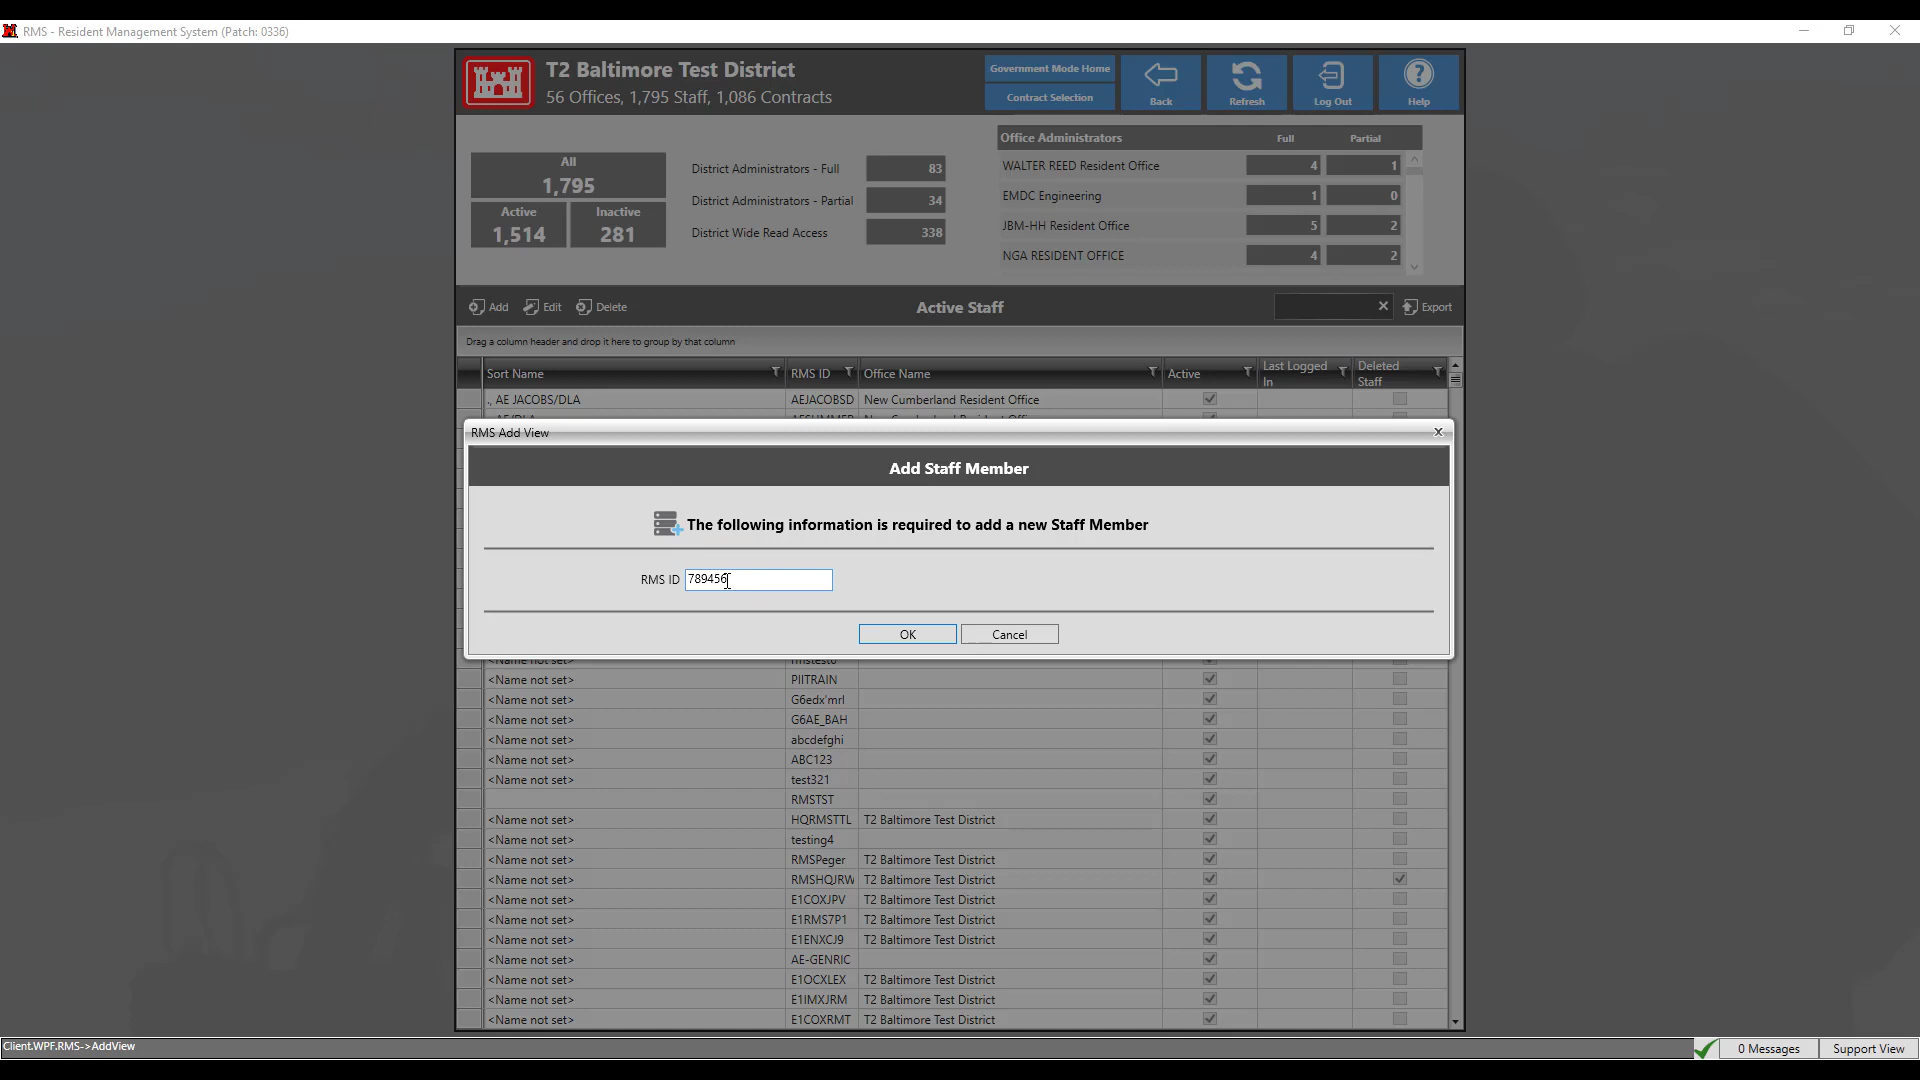 RMS - Resident Management System (Patch: 0336)
T2 Baltimore Test District
56 Offices, 1,795 Staff, 1,086 Contracts
Government Mode Home
Contract Selection
Back
Refresh
Log Out
Help
All
1,795
Active
1,514
Inactive
281
District Administrators - Full 83
District Administrators - Partial 34
District Wide Read Access 338
Office Administrators Full Partial
WALTER REED Resident Office 4 1
EMDC Engineering 1 0
JBM-HH Resident Office 5 2
NGA RESIDENT OFFICE 4 2
Add Edit Delete Active Staff Export
Drag a column header and drop it here to group by that column
Sort Name RMS ID Office Name Active Last Logged In Deleted Staff
., AE JACOBS/DLA AEJACOBSD New Cumberland Resident Office
RMS Add View
Add Staff Member
The following information is required to add a new Staff Member
RMS ID 789456
OK Cancel
<Name not set> rmstest6
<Name not set> PIITRAIN
<Name not set> G6edx'mrl
<Name not set> G6AE_BAH
<Name not set> abcdefghi
<Name not set> ABC123
<Name not set> test321
RMSTST
<Name not set> HQRMSTTL T2 Baltimore Test District
<Name not set> testing4
<Name not set> RMSPeger T2 Baltimore Test District
<Name not set> RMSHQJRW T2 Baltimore Test District
<Name not set> E1COXJPV T2 Baltimore Test District
<Name not set> E1RMS7P1 T2 Baltimore Test District
<Name not set> E1ENXCJ9 T2 Baltimore Test District
<Name not set> AE-GENRIC
<Name not set> E1OCXLEX T2 Baltimore Test District
<Name not set> E1IMXJRM T2 Baltimore Test District
<Name not set> E1COXRMT T2 Baltimore Test District
Client.WPF.RMS->AddView
0 Messages
Support View